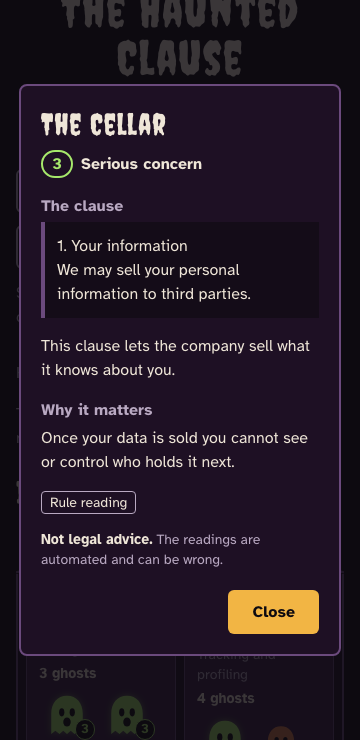 THE HAUNTED
CLAUSE
THE CELLAR
3 Serious concern
The clause
1. Your information
We may sell your personal
information to third parties.
This clause lets the company sell what
it knows about you.
Why it matters
Once your data is sold you cannot see
or control who holds it next.
Rule reading
Not legal advice. The readings are
automated and can be wrong.
Close
Tracking and
profiling
3 ghosts
4 ghosts
3
3